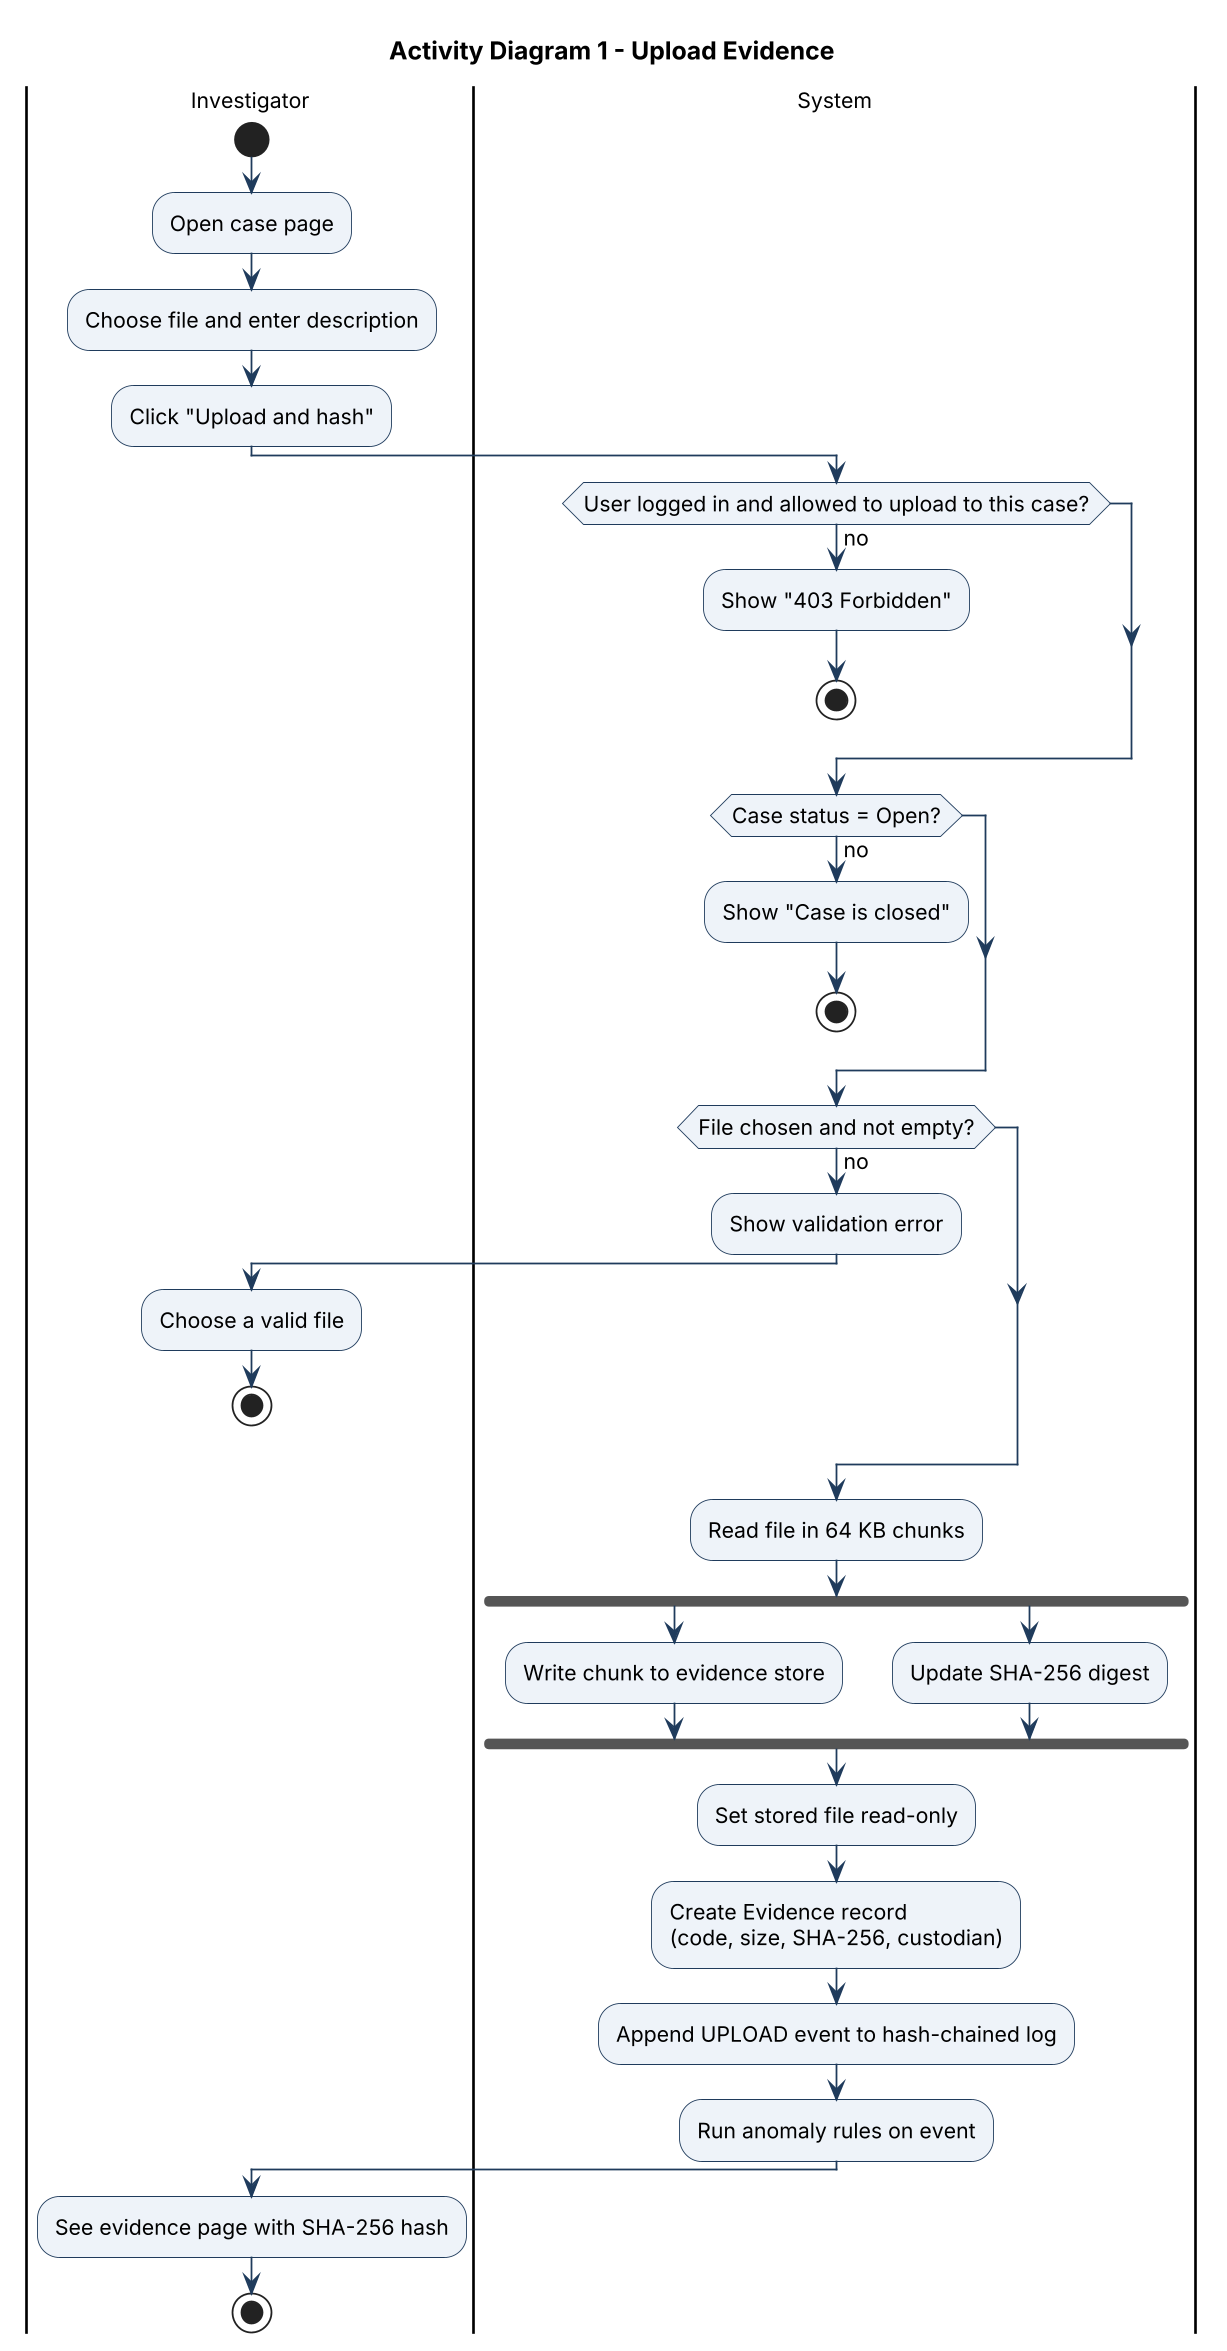 Activity Diagram 1 - Upload Evidence
Investigator
System
Open case page
Choose file and enter description
Click "Upload and hash"
User logged in and allowed to upload to this case?
no
Show "403 Forbidden"
Case status = Open?
no
Show "Case is closed"
File chosen and not empty?
no
Show validation error
Choose a valid file
Read file in 64 KB chunks
Write chunk to evidence store
Update SHA-256 digest
Set stored file read-only
Create Evidence record
(code, size, SHA-256, custodian)
Append UPLOAD event to hash-chained log
Run anomaly rules on event
See evidence page with SHA-256 hash